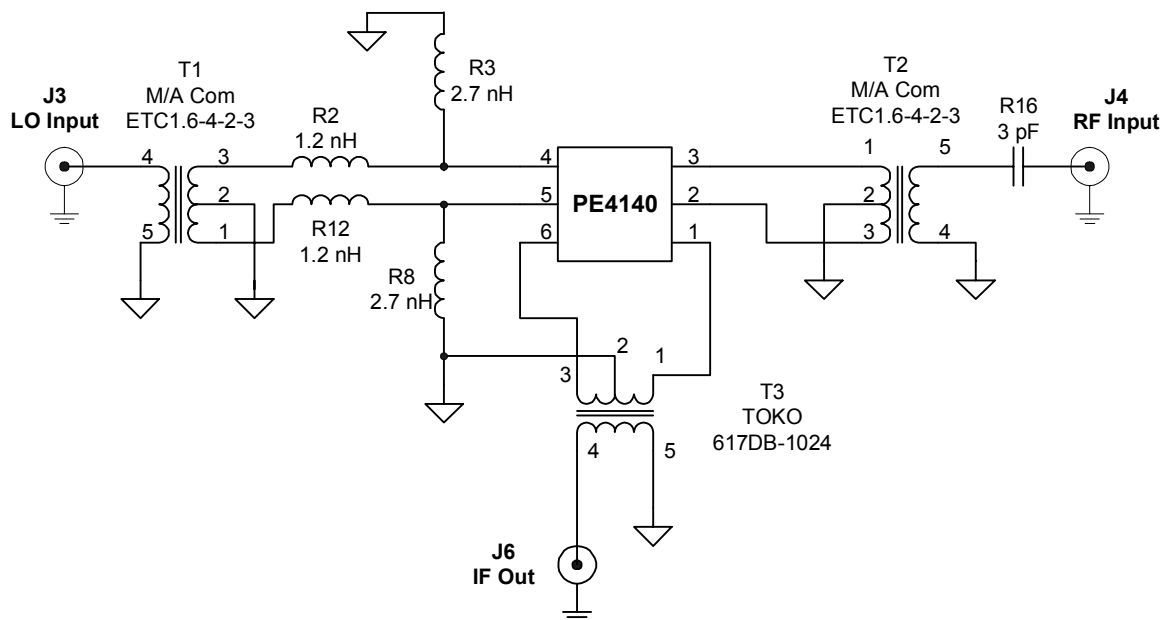 J3
LO Input
T1
M/A Com
ETC1.6-4-2-3
4
5
3
2
1
R2
1.2 nH
R12
1.2 nH
R3
2.7 nH
R8
2.7 nH
4
5
6
PE4140
3
2
1
T2
M/A Com
ETC1.6-4-2-3
1
2
3
5
4
R16
3 pF
J4
RF Input
3
2
1
4
5
T3
TOKO
617DB-1024
J6
IF Out